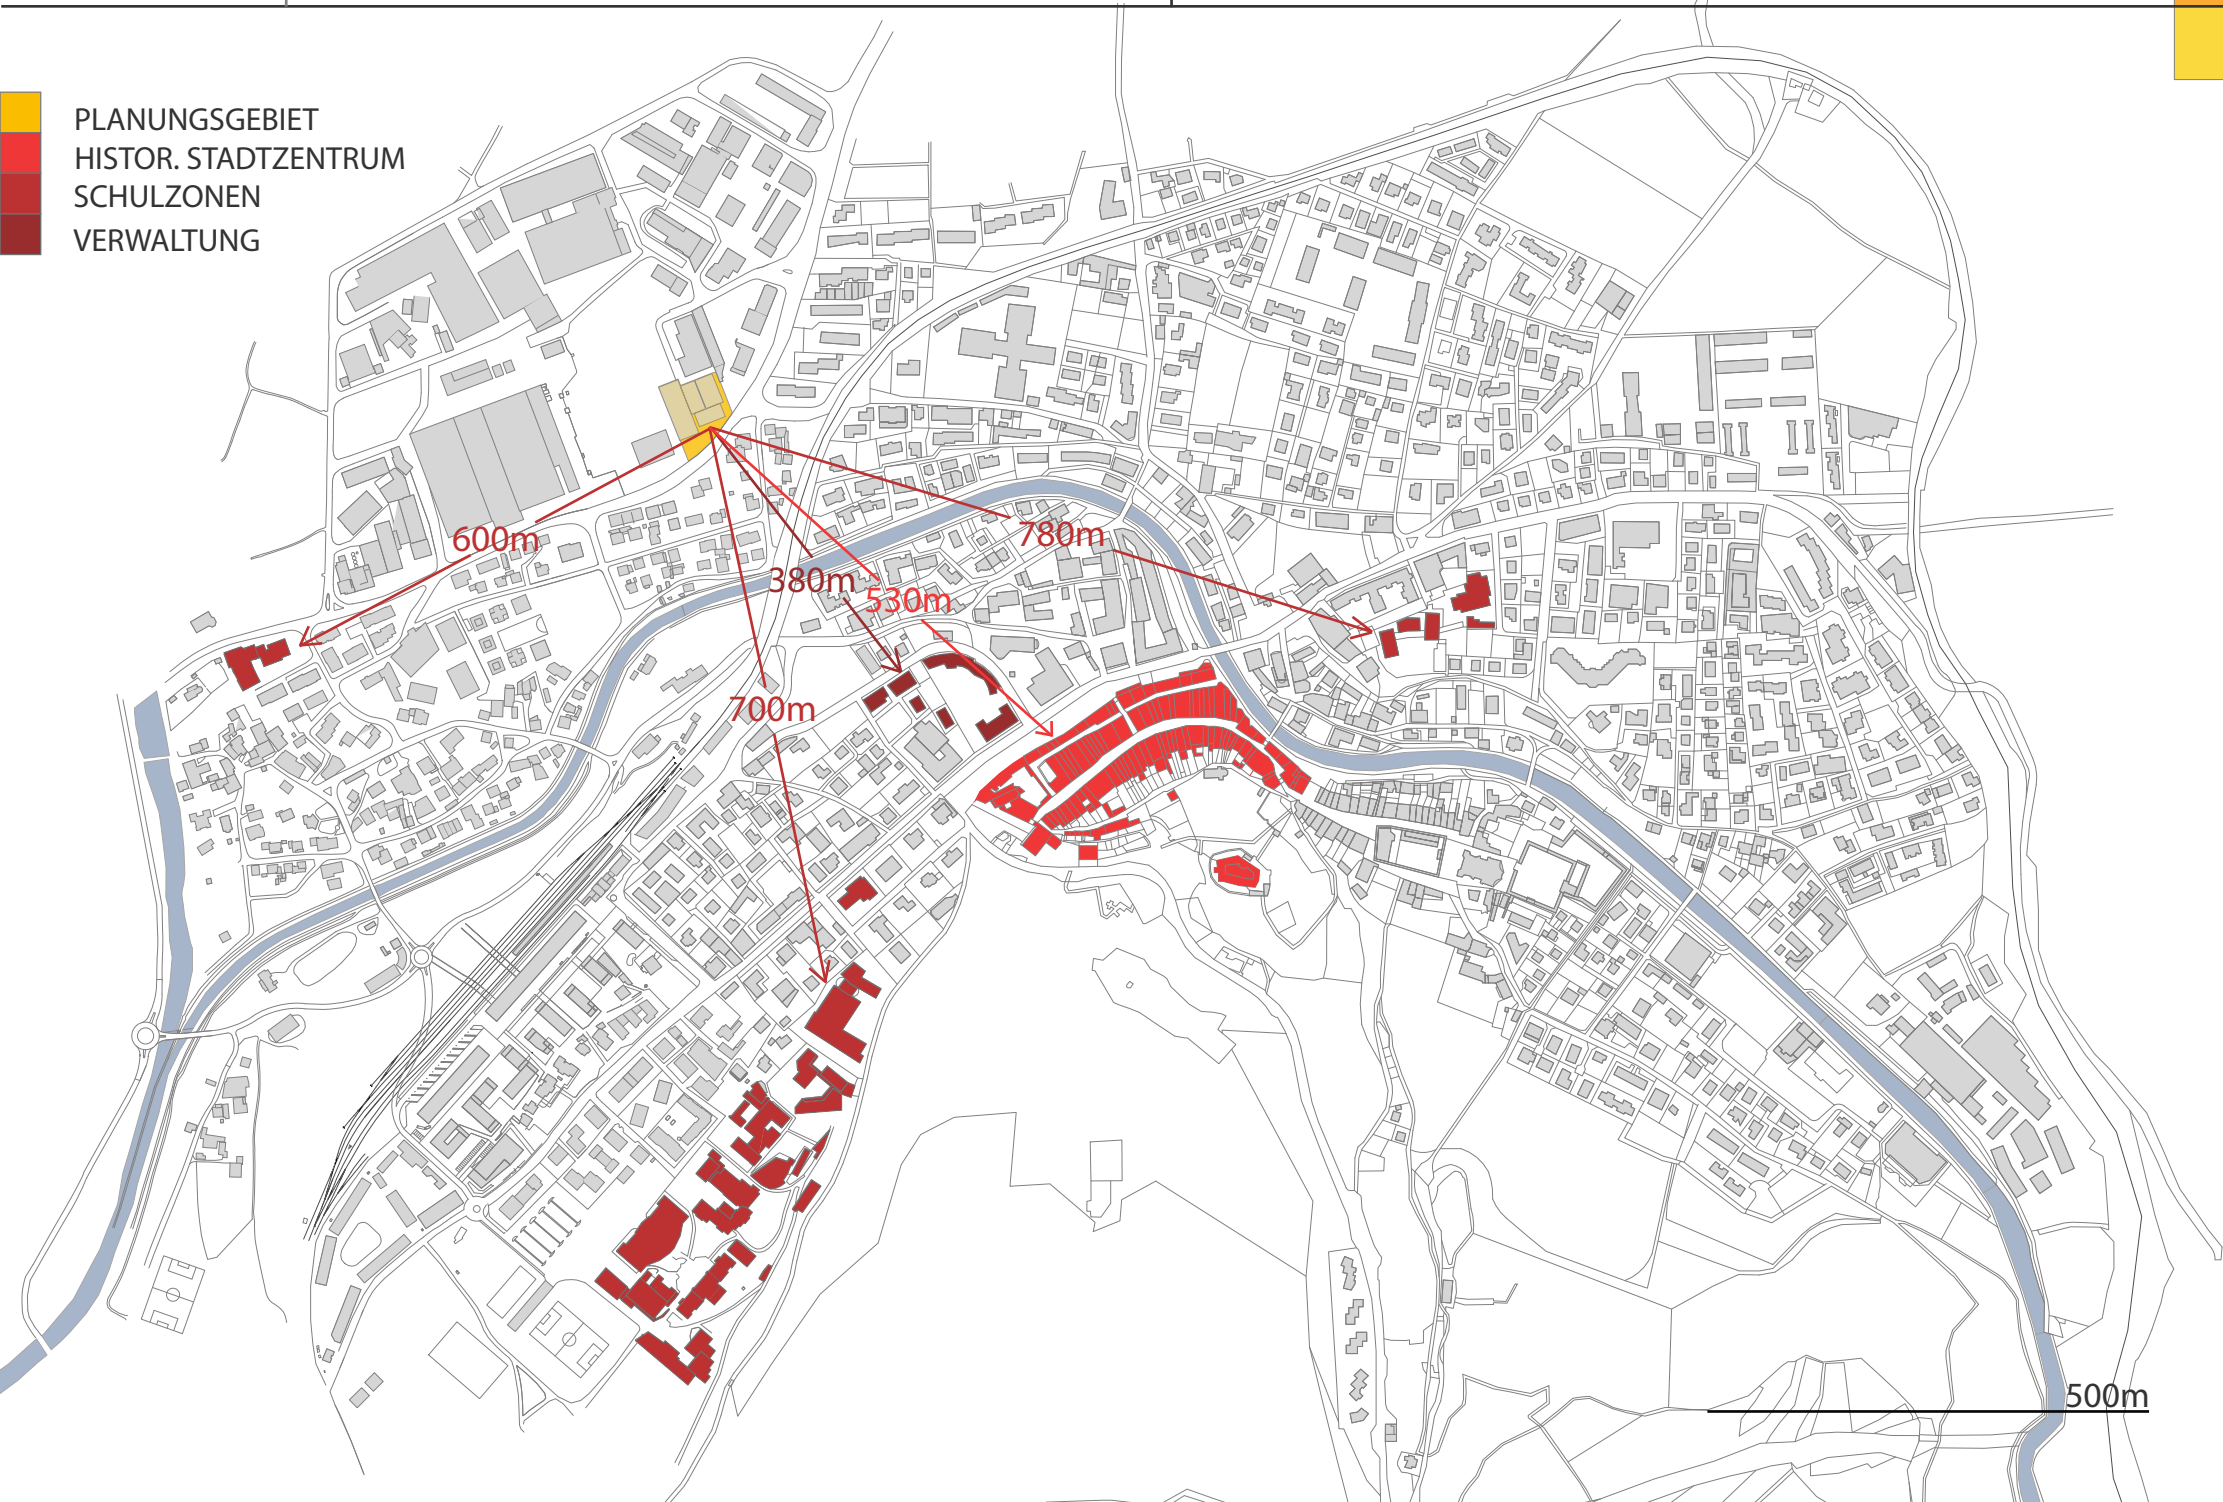 PLANUNGSGEBIET
HISTOR. STADTZENTRUM
SCHULZONEN
VERWALTUNG
600m
780m
380m
530m
700m
500m